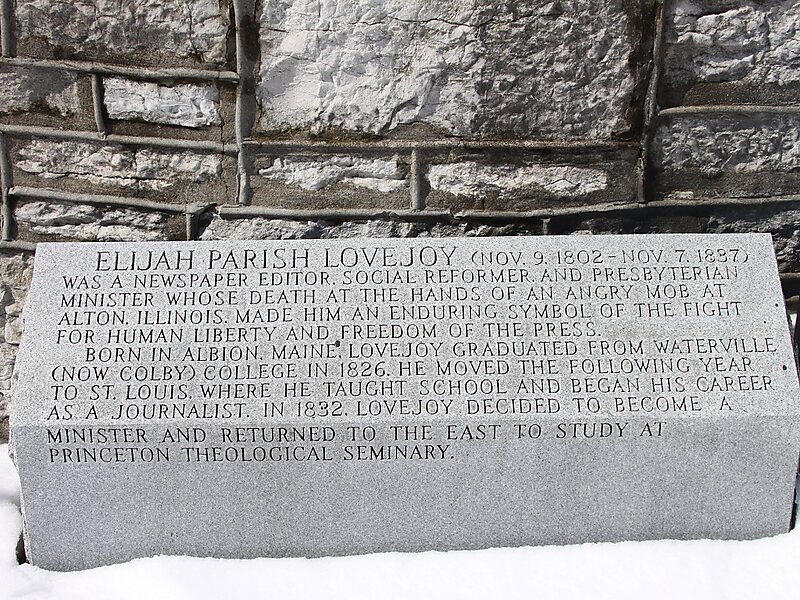 ELIJAH PARISH LOVEJOY (NOV. 9. 1802 - NOV. 7. 1837)
WAS A NEWSPAPER EDITOR, SOCIAL REFORMER, AND PRESBYTERIAN
MINISTER WHOSE DEATH AT THE HANDS OF AN ANGRY MOB AT
ALTON, ILLINOIS, MADE HIM AN ENDURING SYMBOL OF THE FIGHT
FOR HUMAN LIBERTY AND FREEDOM OF THE PRESS.
BORN IN ALBION, MAINE, LOVEJOY GRADUATED FROM WATERVILLE
(NOW COLBY) COLLEGE IN 1826. HE MOVED THE FOLLOWING YEAR
TO ST. LOUIS, WHERE HE TAUGHT SCHOOL AND BEGAN HIS CAREER
AS A JOURNALIST. IN 1832, LOVEJOY DECIDED TO BECOME A
MINISTER AND RETURNED TO THE EAST TO STUDY AT
PRINCETON THEOLOGICAL SEMINARY.